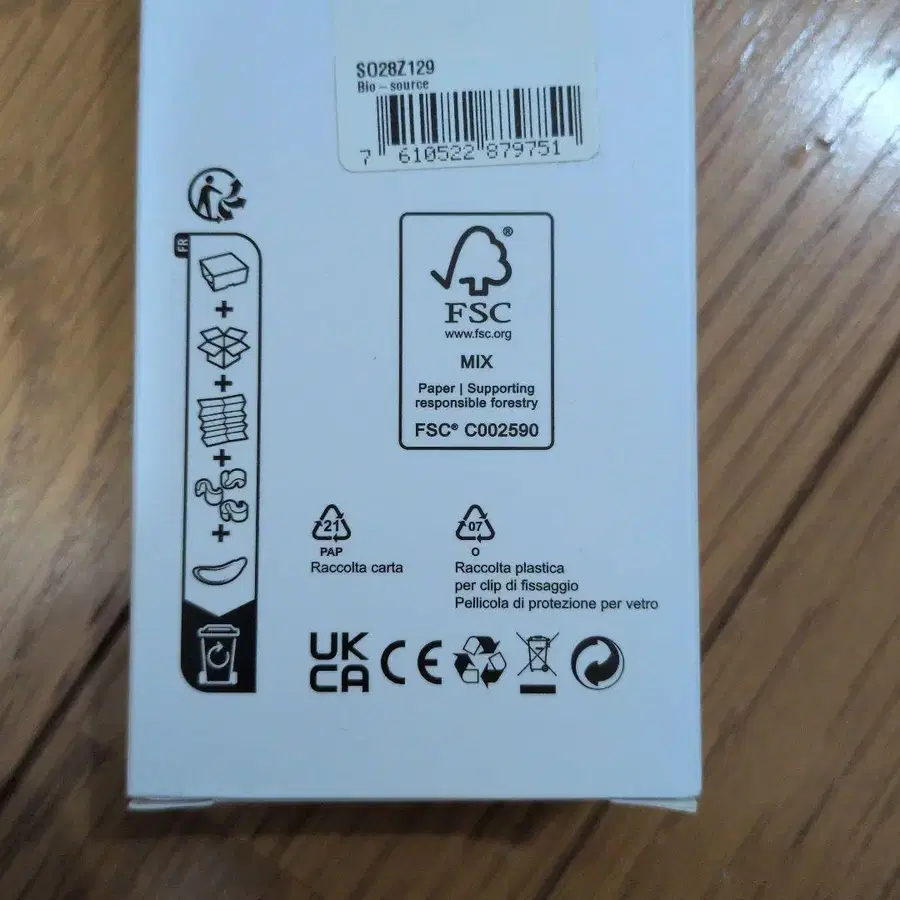 SO28Z129
Bio - source
7 610522 879751
FR
®
FSC
www.fsc.org
MIX
Paper | Supporting
responsible forestry
FSC® C002590
21
PAP
Raccolta carta
07
O
Raccolta plastica
per clip di fissaggio
Pellicola di protezione per vetro
UK
CA
CE